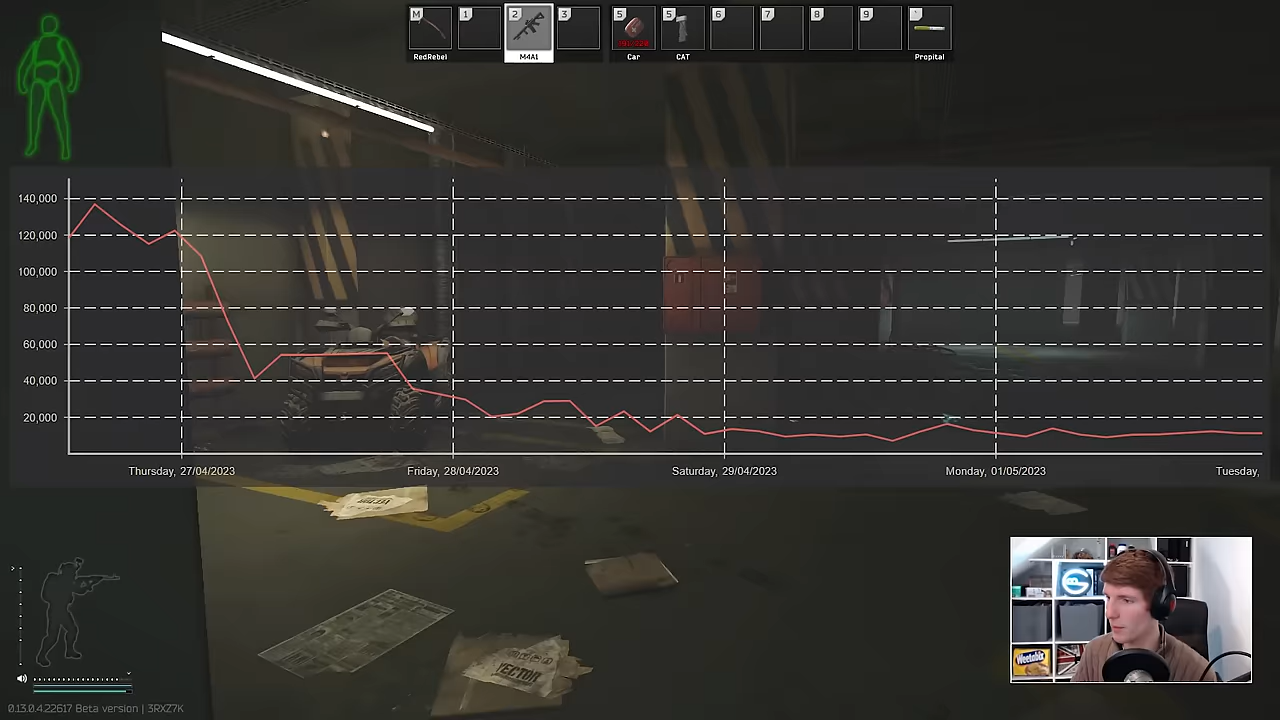 M 1 2 3 5 5 6 7 8 9
RedRebel M4A1 Car CAT Propital
140,000
120,000
100,000
80,000
60,000
40,000
20,000
Thursday, 27/04/2023 Friday, 28/04/2023 Saturday, 29/04/2023 Monday, 01/05/2023 Tuesday,
VECTOR
Weetabix
0.13.0.4.22617 Beta version | 3RXZ7K